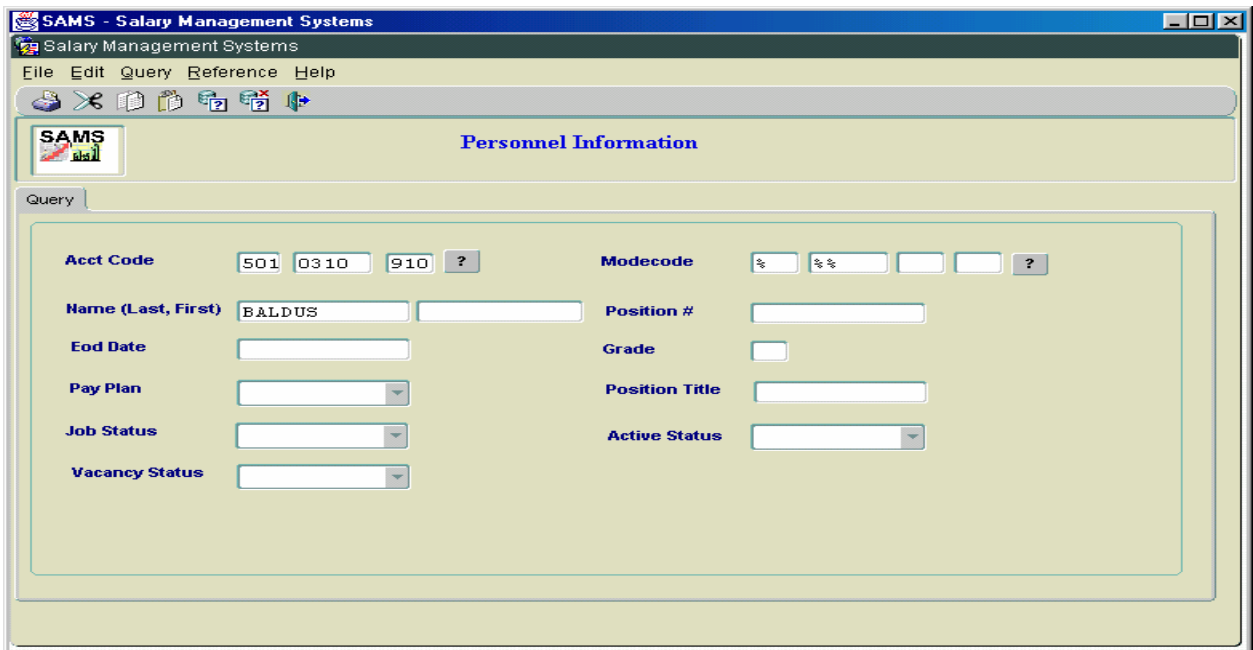 SAMS - Salary Management Systems
Salary Management Systems
File Edit Query Reference Help
SAMS
Personnel Information
Query
Acct Code 501 0310 910 ? Modecode % %% ?
Name (Last, First) BALDUS Position #
Eod Date Grade
Pay Plan Position Title
Job Status Active Status
Vacancy Status